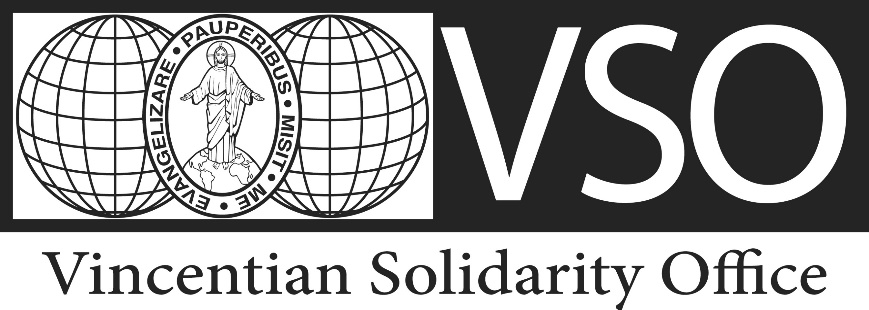 EVANGELIZARE • PAUPERIBUS • MISIT • ME •
VSO
Vincentian Solidarity Office